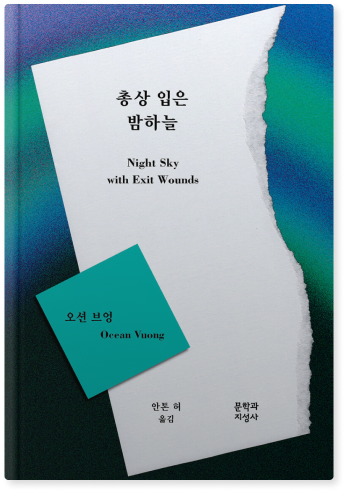 총상 입은
밤하늘
Night Sky
with Exit Wounds
오션 브엉
Ocean Vuong
안톤 허
옮김
문학과
지성사